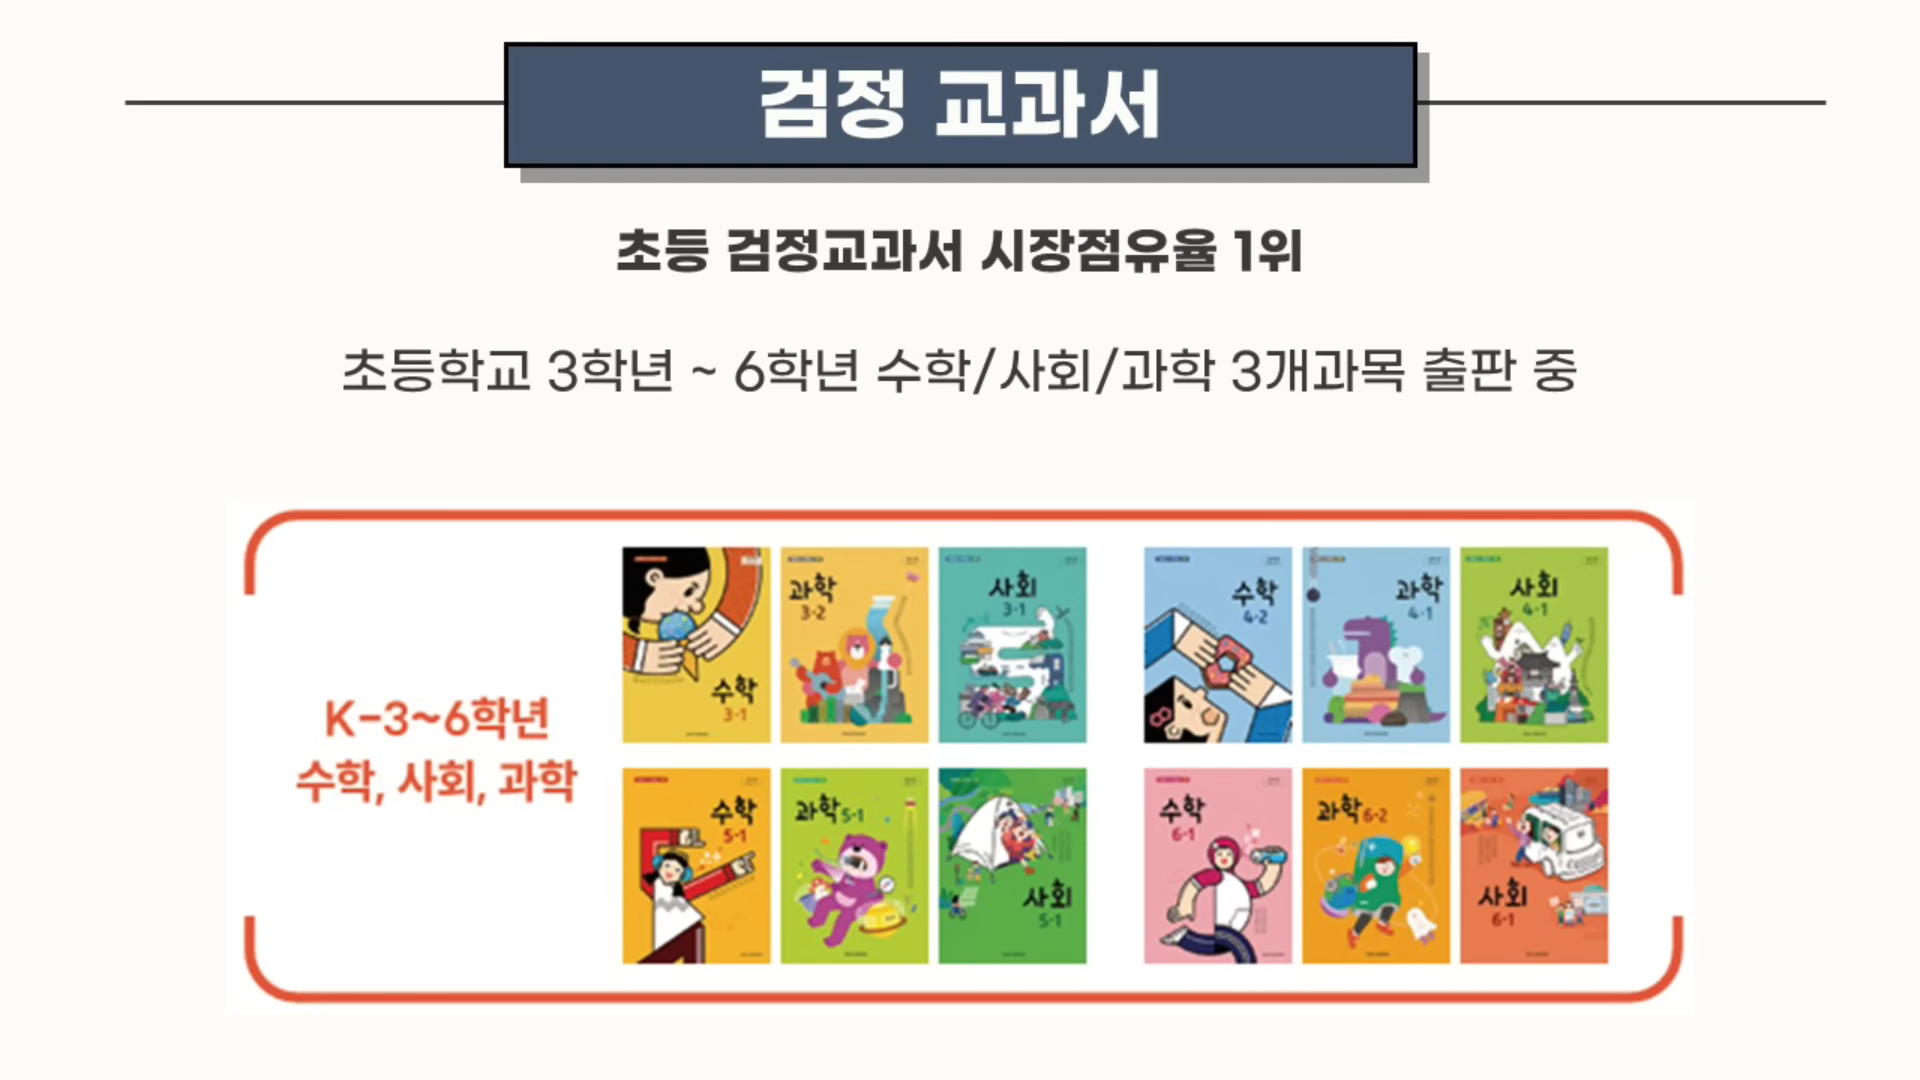 검정 교과서
초등 검정교과서 시장점유율 1위
초등학교 3학년 ~ 6학년 수학/사회/과학 3개과목 출판 중
K-3~6학년
수학, 사회, 과학
수학
3-1
과학
3-2
사회
3-1
수학
4-2
과학
4-1
사회
4-1
수학
5-1
과학 5-1
사회
5-1
수학
6-1
과학 6-2
사회
6-1